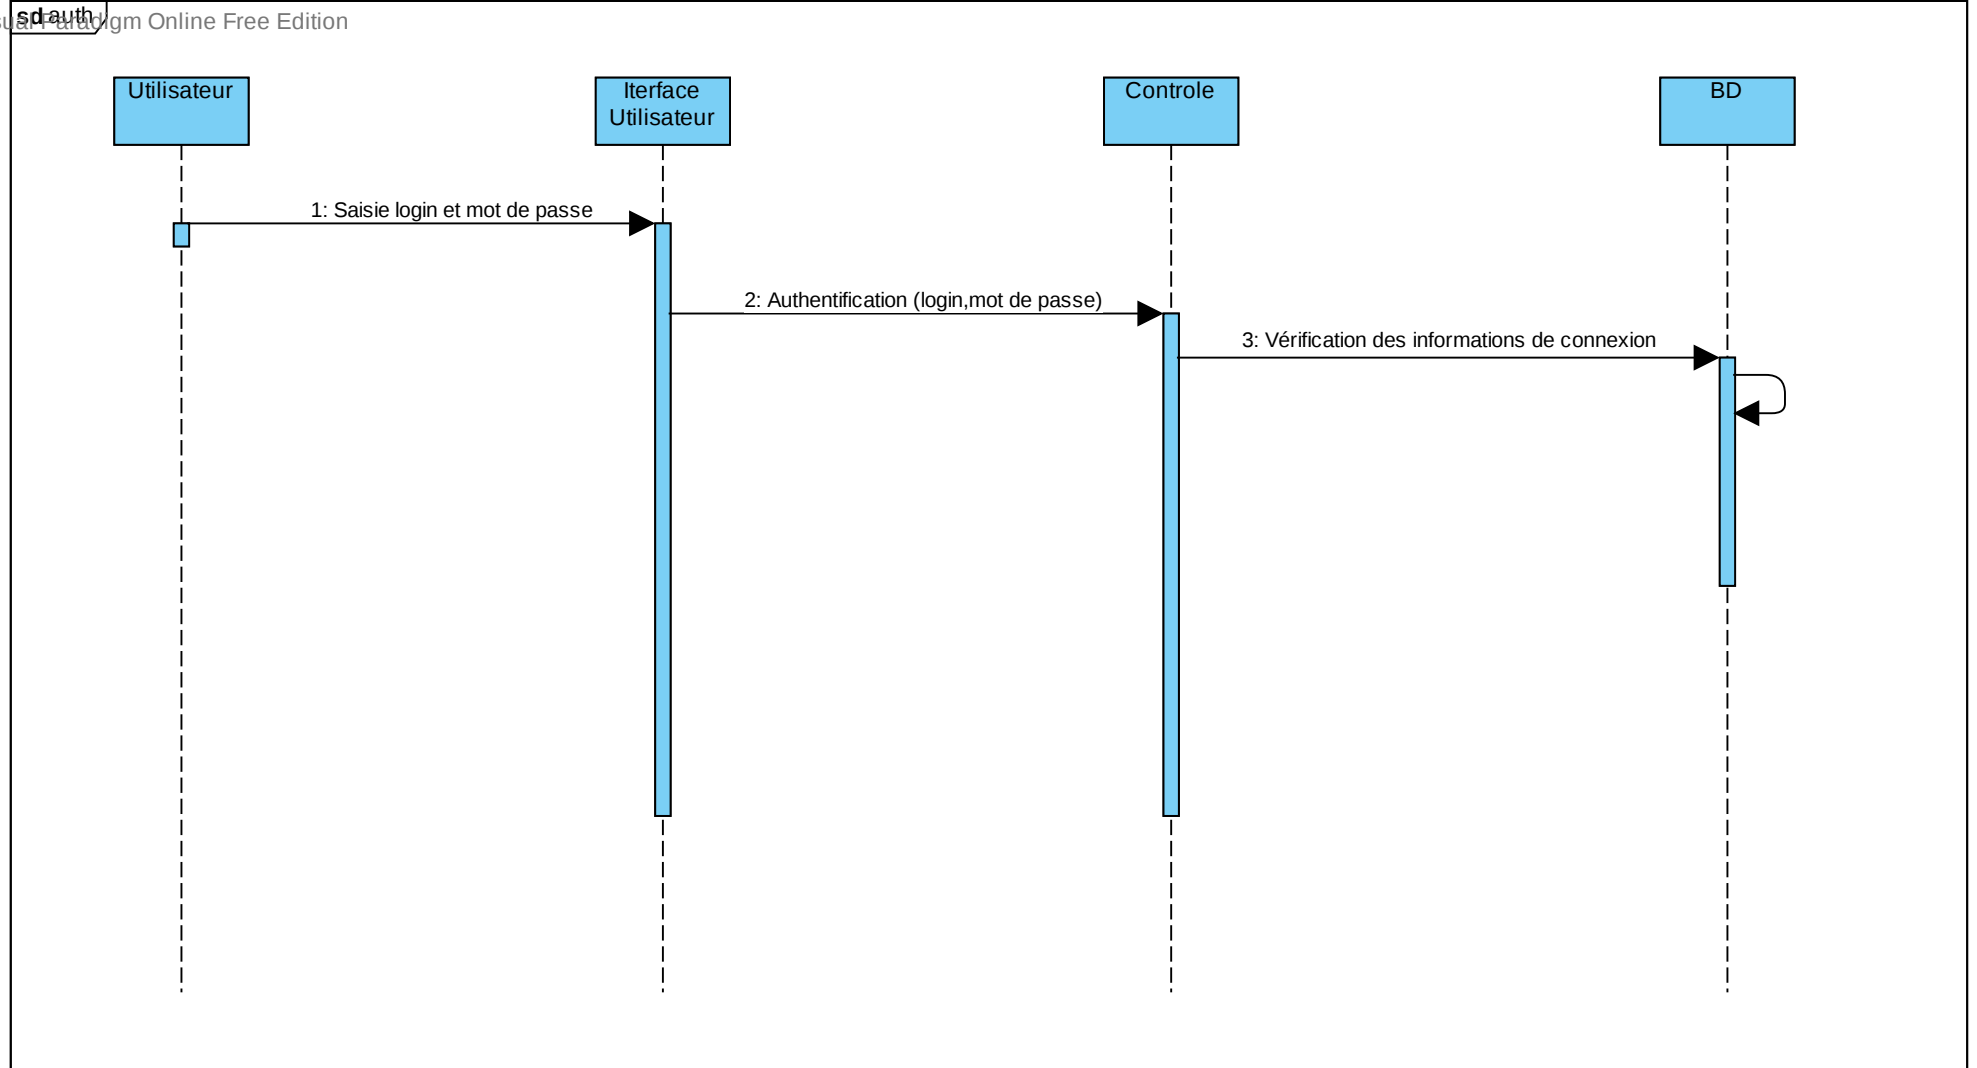 sd auth
Paradigm Online Free Edition
Utilisateur
Iterface
Utilisateur
Controle
BD
1: Saisie login et mot de passe
2: Authentification (login,mot de passe)
3: Vérification des informations de connexion